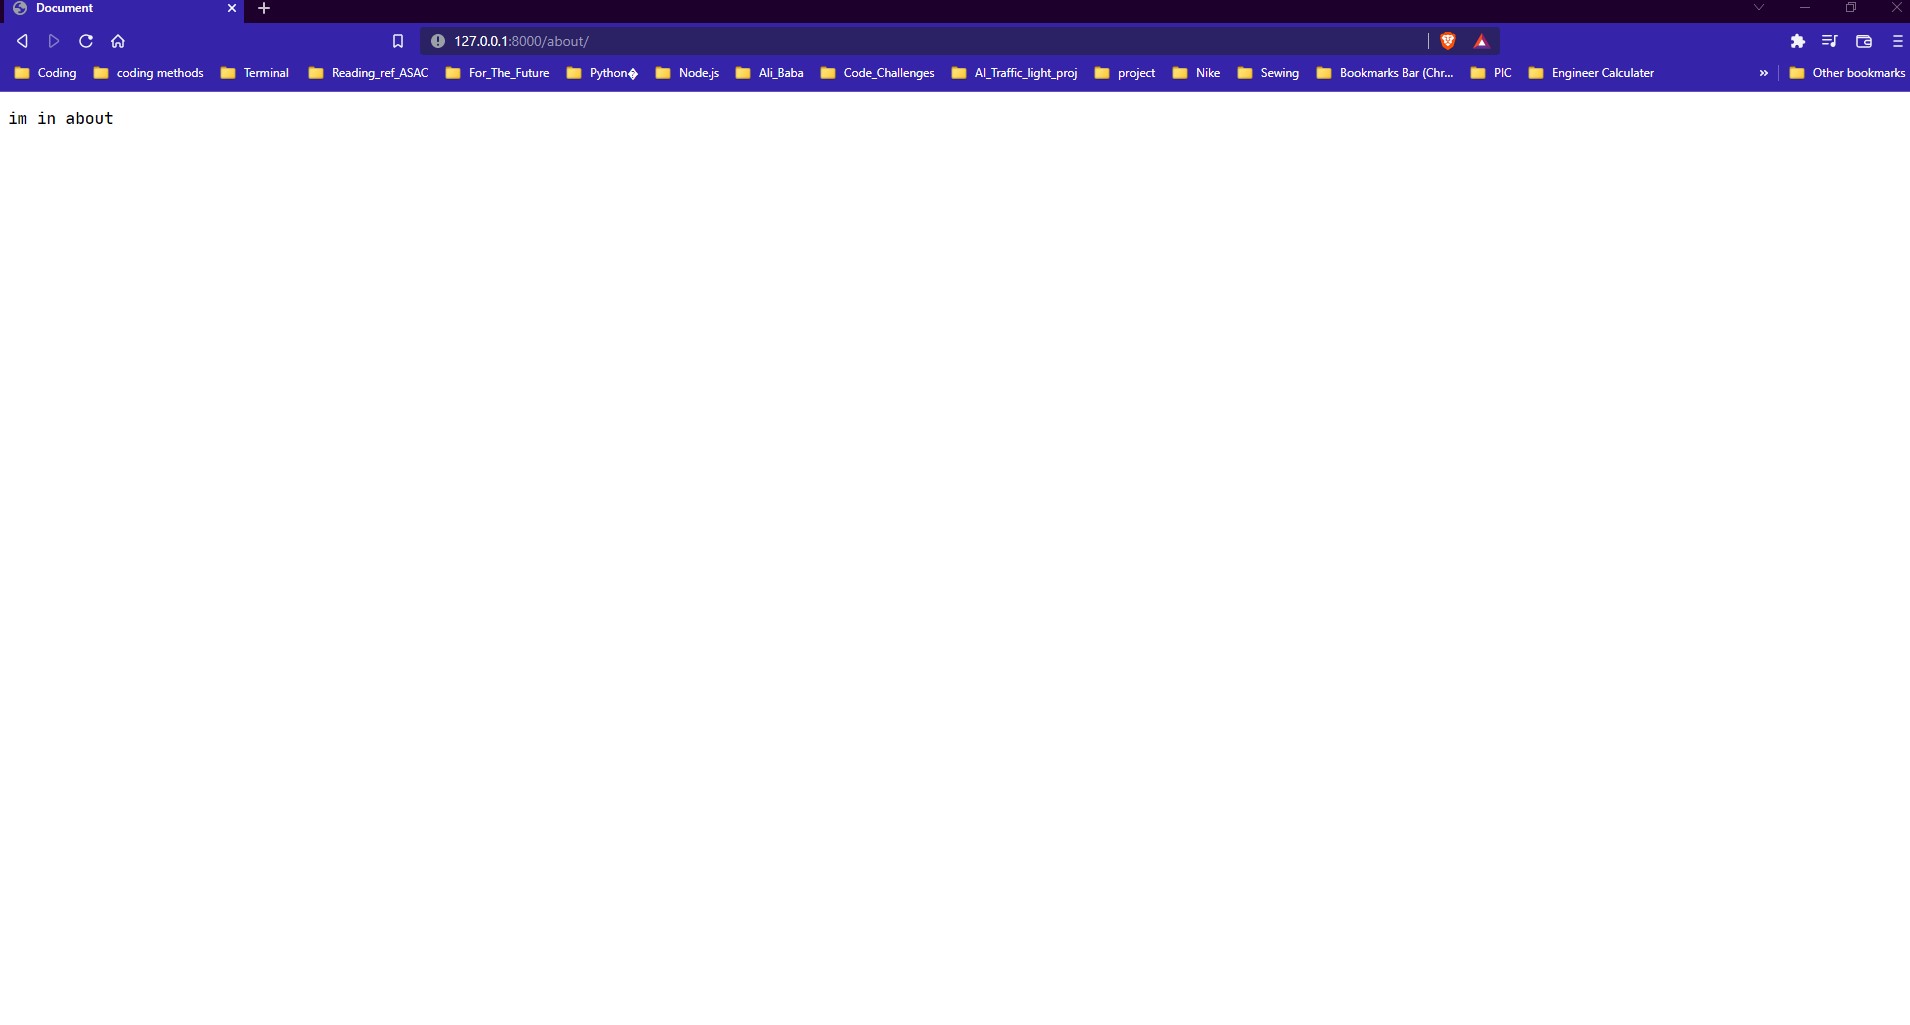 Document
127.0.0.1:8000/about/
Coding coding methods Terminal Reading_ref_ASAC For_The_Future Python� Node.js Ali_Baba Code_Challenges AI_Traffic_light_proj project Nike Sewing Bookmarks Bar (Chr... PIC Engineer Calculater » Other bookmarks
im in about